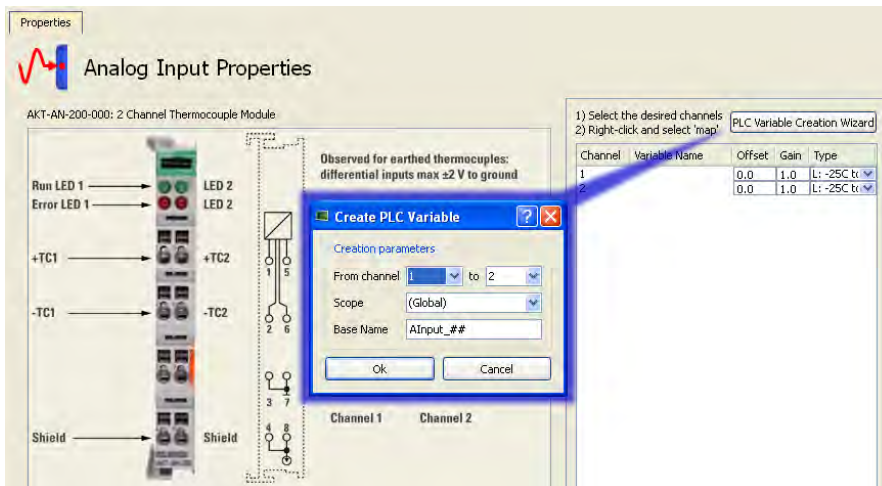 Properties
Analog Input Properties
AKT-AN-200-000: 2 Channel Thermocouple Module
1) Select the desired channels
2) Right-click and select 'map'
PLC Variable Creation Wizard
Channel Variable Name Offset Gain Type
1 0.0 1.0 L: -25C to
2 0.0 1.0 L: -25C to
Observed for earthed thermocuples:
differential inputs max ±2 V to ground
Run LED 1 LED 2
Error LED 1 LED 2
+TC1 +TC2
-TC1 -TC2
Shield Shield
1 5
2 6
3 7
4 8
Create PLC Variable
Creation parameters
From channel 1 to 2
Scope (Global)
Base Name AInput_##
Ok Cancel
Channel 1 Channel 2